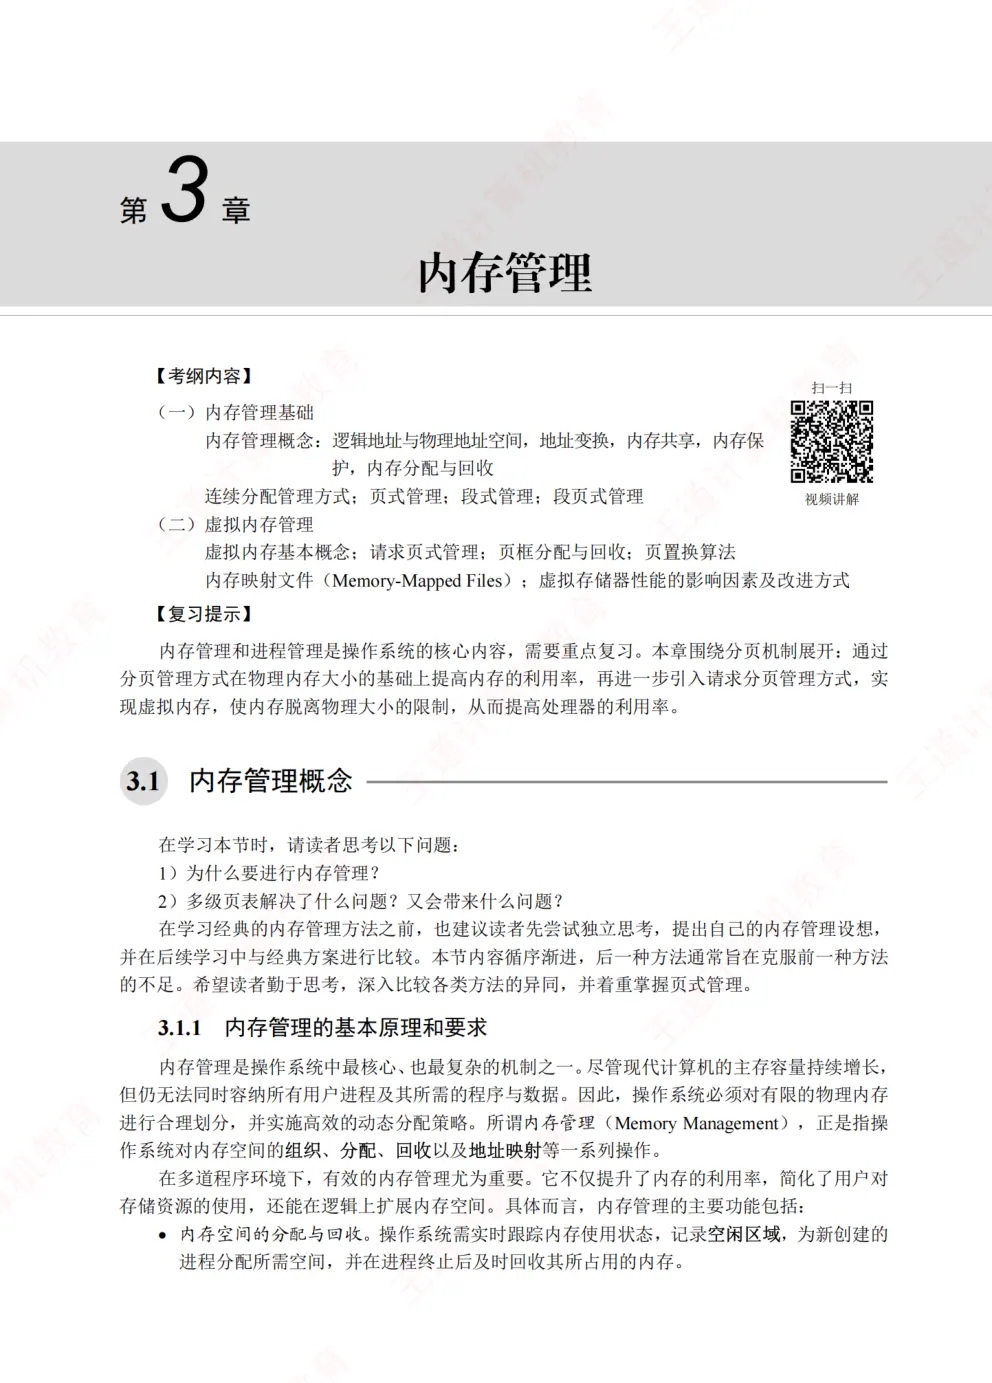 第3章
内存管理
【考纲内容】
扫一扫
（一）内存管理基础
内存管理概念：逻辑地址与物理地址空间，地址变换，内存共享，内存保
护，内存分配与回收
连续分配管理方式；页式管理；段式管理；段页式管理
视频讲解
（二）虚拟内存管理
虚拟内存基本概念；请求页式管理；页框分配与回收；页置换算法
内存映射文件（Memory-Mapped Files）；虚拟存储器性能的影响因素及改进方式
【复习提示】
内存管理和进程管理是操作系统的核心内容，需要重点复习。本章围绕分页机制展开：通过
分页管理方式在物理内存大小的基础上提高内存的利用率，再进一步引入请求分页管理方式，实
现虚拟内存，使内存脱离物理大小的限制，从而提高处理器的利用率。
3.1 内存管理概念
在学习本节时，请读者思考以下问题：
1）为什么要进行内存管理？
2）多级页表解决了什么问题？又会带来什么问题？
在学习经典的内存管理方法之前，也建议读者先尝试独立思考，提出自己的内存管理设想，
并在后续学习中与经典方案进行比较。本节内容循序渐进，后一种方法通常旨在克服前一种方法
的不足。希望读者勤于思考，深入比较各类方法的异同，并着重掌握页式管理。
3.1.1 内存管理的基本原理和要求
内存管理是操作系统中最核心、也最复杂的机制之一。尽管现代计算机的主存容量持续增长，
但仍无法同时容纳所有用户进程及其所需的程序与数据。因此，操作系统必须对有限的物理内存
进行合理划分，并实施高效的动态分配策略。所谓内存管理（Memory Management），正是指操
作系统对内存空间的组织、分配、回收以及地址映射等一系列操作。
在多道程序环境下，有效的内存管理尤为重要。它不仅提升了内存的利用率，简化了用户对
存储资源的使用，还能在逻辑上扩展内存空间。具体而言，内存管理的主要功能包括：
• 内存空间的分配与回收。操作系统需实时跟踪内存使用状态，记录空闲区域，为新创建的
进程分配所需空间，并在进程终止后及时回收其所占用的内存。
王道计算机教育